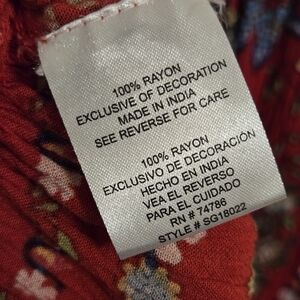 100% RAYON
EXCLUSIVE OF DECORATION
MADE IN INDIA
SEE REVERSE FOR CARE
100% RAYON
EXCLUSIVO DE DECORACIÓN
HECHO EN INDIA
VEA EL REVERSO
PARA EL CUIDADO
RN # 74786
STYLE # SG18022